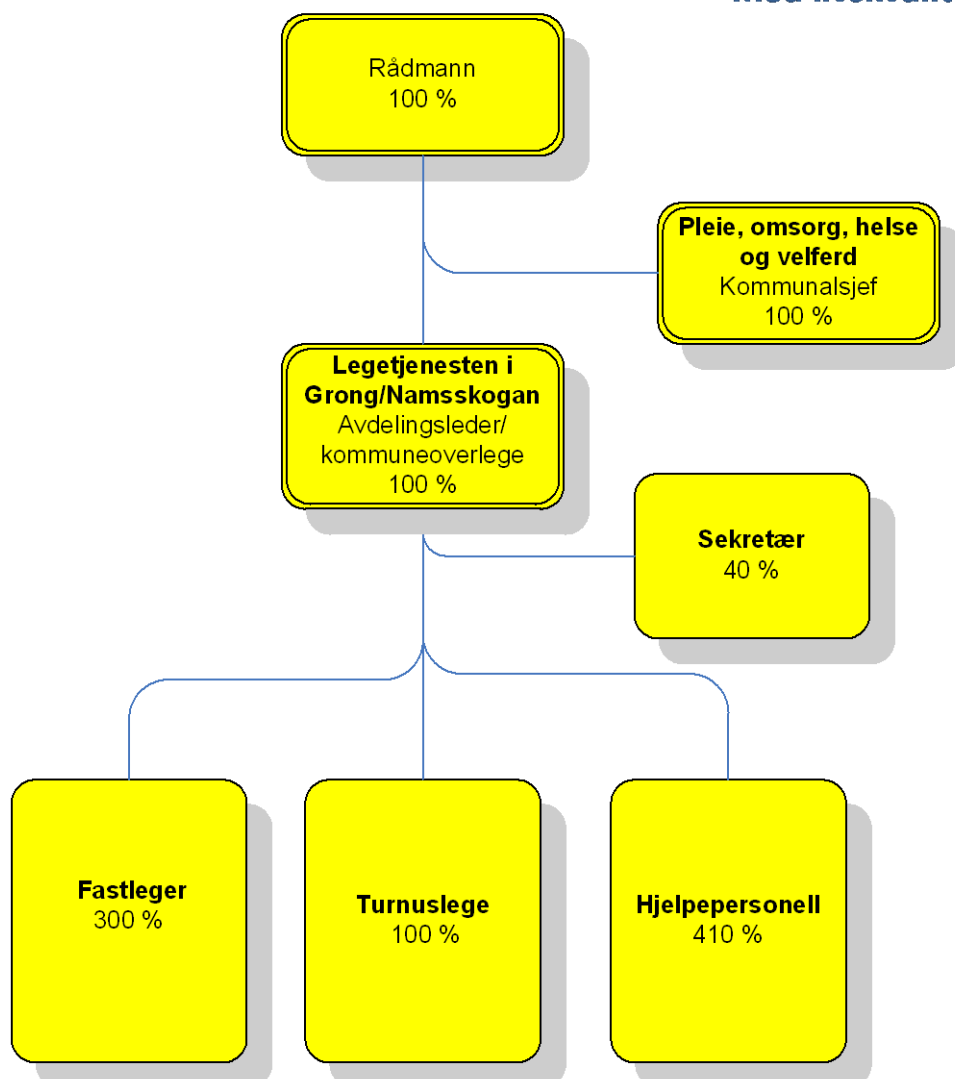 Rådmann
100 %
Pleie, omsorg, helse
og velferd
Kommunalsjef
100 %
Legetjenesten i
Grong/Namsskogan
Avdelingsleder/
kommuneoverlege
100 %
Sekretær
40 %
Fastleger
300 %
Turnuslege
100 %
Hjelpepersonell
410 %